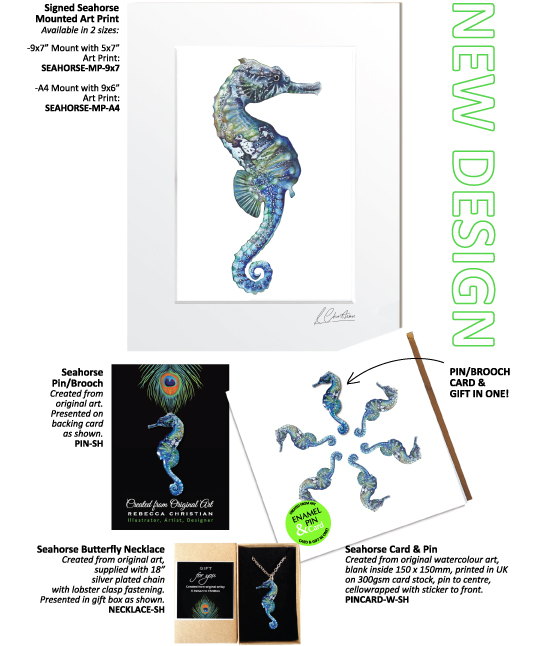 Signed Seahorse
Mounted Art Print
Available in 2 sizes:
-9x7” Mount with 5x7”
Art Print:
SEAHORSE-MP-9x7
-A4 Mount with 9x6”
Art Print:
SEAHORSE-MP-A4
NEW DESIGN
Seahorse
Pin/Brooch
Created from
original art.
Presented on
backing card
as shown.
PIN-SH
Created from Original Art
REBECCA CHRISTIAN
Illustrator, Artist, Designer
PIN/BROOCH
CARD &
GIFT IN ONE!
ENAMEL
PIN
& Card
CARD & GIFT IN ONE!
Seahorse Butterfly Necklace
Created from original art,
supplied with 18”
silver plated chain
with lobster clasp fastening.
Presented in gift box as shown.
NECKLACE-SH
GIFT
for you
Seahorse Card & Pin
Created from original watercolour art,
blank inside 150 x 150mm, printed in UK
on 300gsm card stock, pin to centre,
cellowrapped with sticker to front.
PINCARD-W-SH